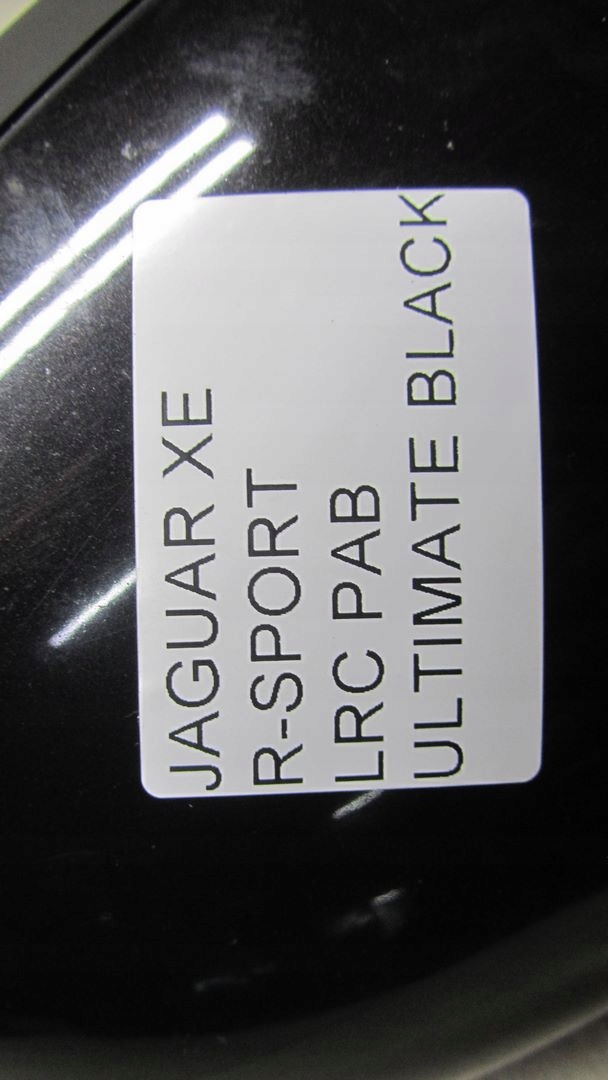 JAGUAR XE
R-SPORT
LRC PAB
ULTIMATE BLACK